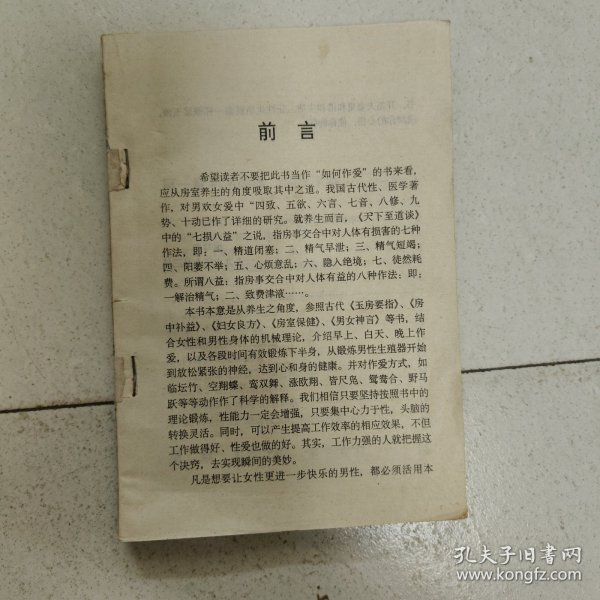 前言
希望读者不要把此书当作“如何作爱”的书来看，
应从房室养生的角度吸取其中之道。我国古代性、医学著
作，对男欢女爱中“四致、五欲、六言、七音、八修、九
势、十动已作了详细的研究。就养生而言，《天下至道谈》
中的“七损八益”之说，指房事交合中对人体有损害的七种
作法，即：一、精道闭塞；二、精气早泄；三、精气短竭；
四、阳萎不举；五、心烦意乱；六、隐入绝境；七、徒然耗
费。所谓八益：指房事交合中对人体有益的八种作法：即：
一解治精气；二、致费津液……。
本书本意是从养生之角度，参照古代《玉房要指》、《房
中补益》、《妇女良方》、《房室保健》、《男女神言》等书，结
合女性和男性身体的机械理论，介绍早上、白天、晚上作
爱，以及各段时间有效锻炼下半身，从锻炼男性生殖器开始
到放松紧张的神经，达到心和身的健康。并对作爱方式，如
临坛竹、空翔蝶、鸾双舞、涨欧翔、皆尺凫、鸳鸯合、野马
跃等等动作作了科学的解释。我们相信只要坚持按照书中的
理论锻炼，性能力一定会增强，只要集中心力于性，头脑的
转换灵活。同时，可以产生提高工作效率的相应效果，不但
工作做得好、性爱也做的好。其实，工作力强的人就把握这
个决窍，去实现瞬间的美妙。
凡是想要让女性更进一步快乐的男性，都必须活用本
孔夫子旧书网
www.kongfz.com